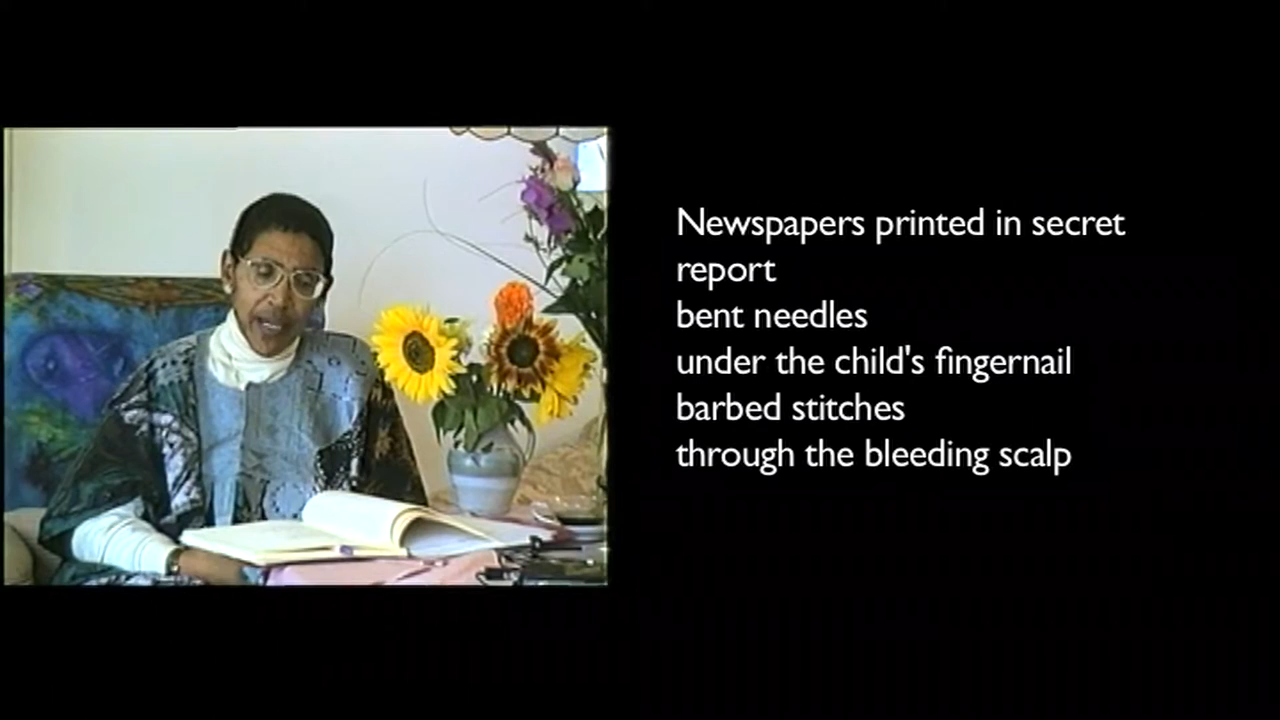 Newspapers printed in secret
report
bent needles
under the child's fingernail
barbed stitches
through the bleeding scalp